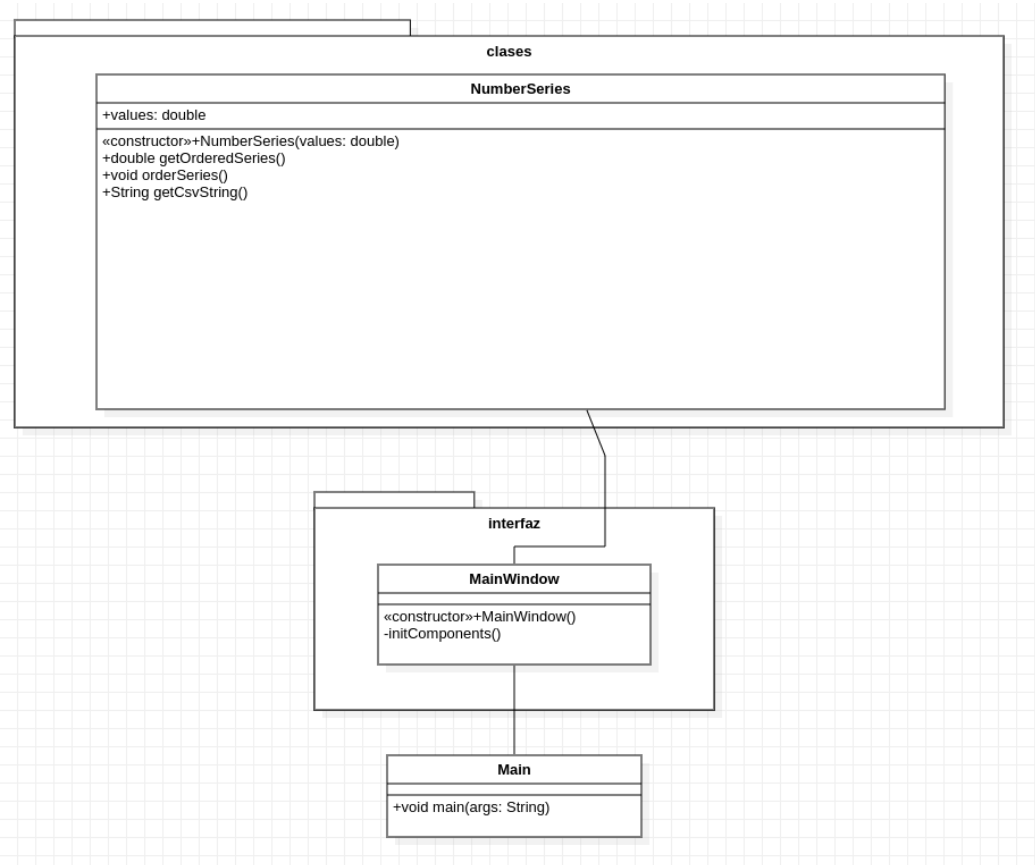 clases
NumberSeries
+values: double
«constructor»+NumberSeries(values: double)
+double getOrderedSeries()
+void orderSeries()
+String getCsvString()
interfaz
MainWindow
«constructor»+MainWindow()
-initComponents()
Main
+void main(args: String)